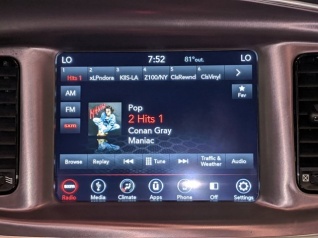 LO 7:52 81°out. LO
1 2 3 4 5 6
Hits 1 xLPndora KIIS-LA Z100/NY ClsRewnd ClsVinyl
AM
FM
Pop
2 Hits 1
Conan Gray
Maniac
Fav
Browse Replay Tune Traffic & Weather Audio
Radio Media Climate Apps Phone Off Settings